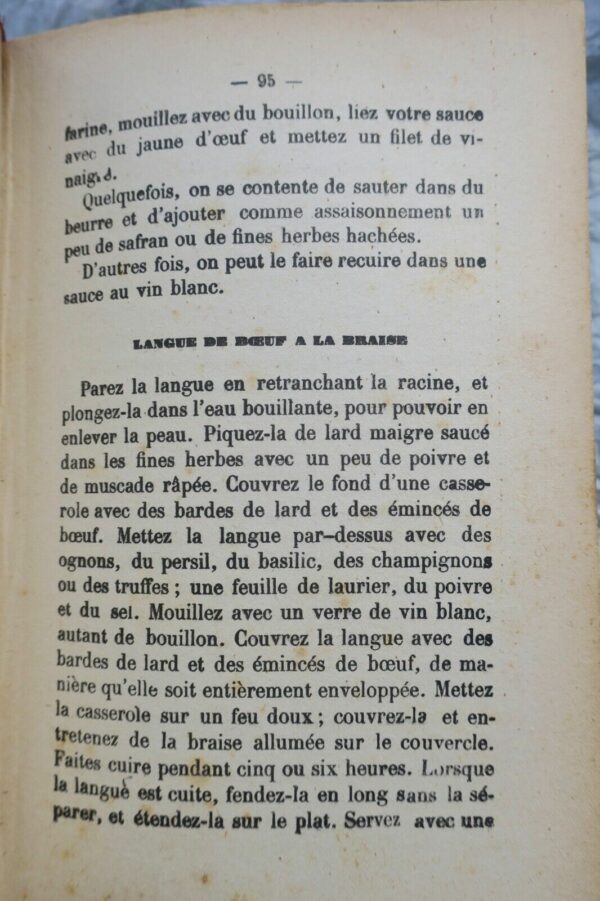 — 95 —
farine, mouillez avec du bouillon, liez votre sauce
avec du jaune d'œuf et mettez un filet de vi-
naigre.
Quelquefois, on se contente de sauter dans du
beurre et d'ajouter comme assaisonnement un
peu de safran ou de fines herbes hachées.
D'autres fois, on peut le faire recuire dans une
sauce au vin blanc.
LANGUE DE BŒUF A LA BRAISE
Parez la langue en retranchant la racine, et
plongez-la dans l'eau bouillante, pour pouvoir en
enlever la peau. Piquez-la de lard maigre saucé
dans les fines herbes avec un peu de poivre et
de muscade râpée. Couvrez le fond d'une casse-
role avec des bardes de lard et des émincés de
bœuf. Mettez la langue par-dessus avec des
ognons, du persil, du basilic, des champignons
ou des truffes ; une feuille de laurier, du poivre
et du sel. Mouillez avec un verre de vin blanc,
autant de bouillon. Couvrez la langue avec des
bardes de lard et des émincés de bœuf, de ma-
nière qu'elle soit entièrement enveloppée. Mettez
la casserole sur un feu doux ; couvrez-la et en-
tretenez de la braise allumée sur le couvercle.
Faites cuire pendant cinq ou six heures. Lorsque
la langue est cuite, fendez-la en long sans la sé-
parer, et étendez-la sur le plat. Servez avec une